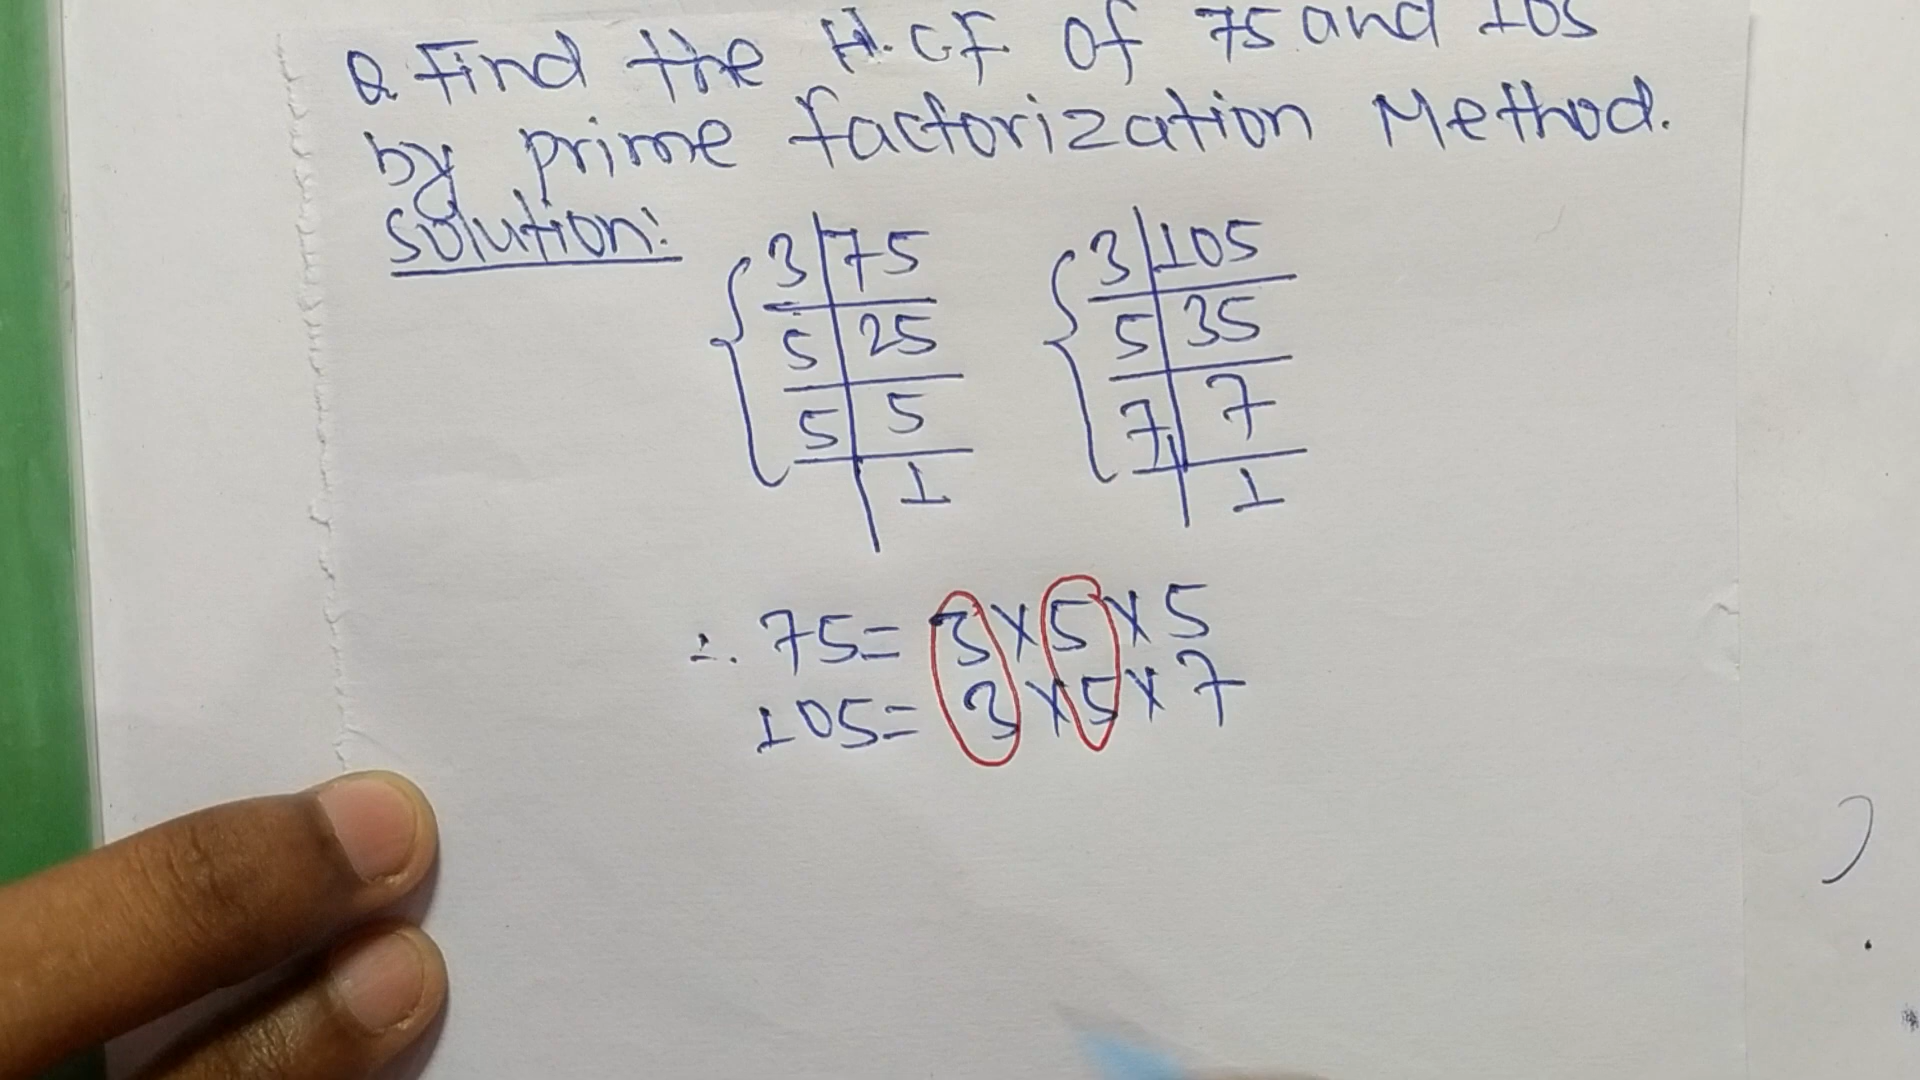 Q. Find the H.C.F. of 75 and 105
by prime factorization Method.
solution:
3 | 75
5 | 25
5 | 5
1
3 | 105
5 | 35
7 | 7
1
∴ 75 = 3 × 5 × 5
105 = 3 × 5 × 7